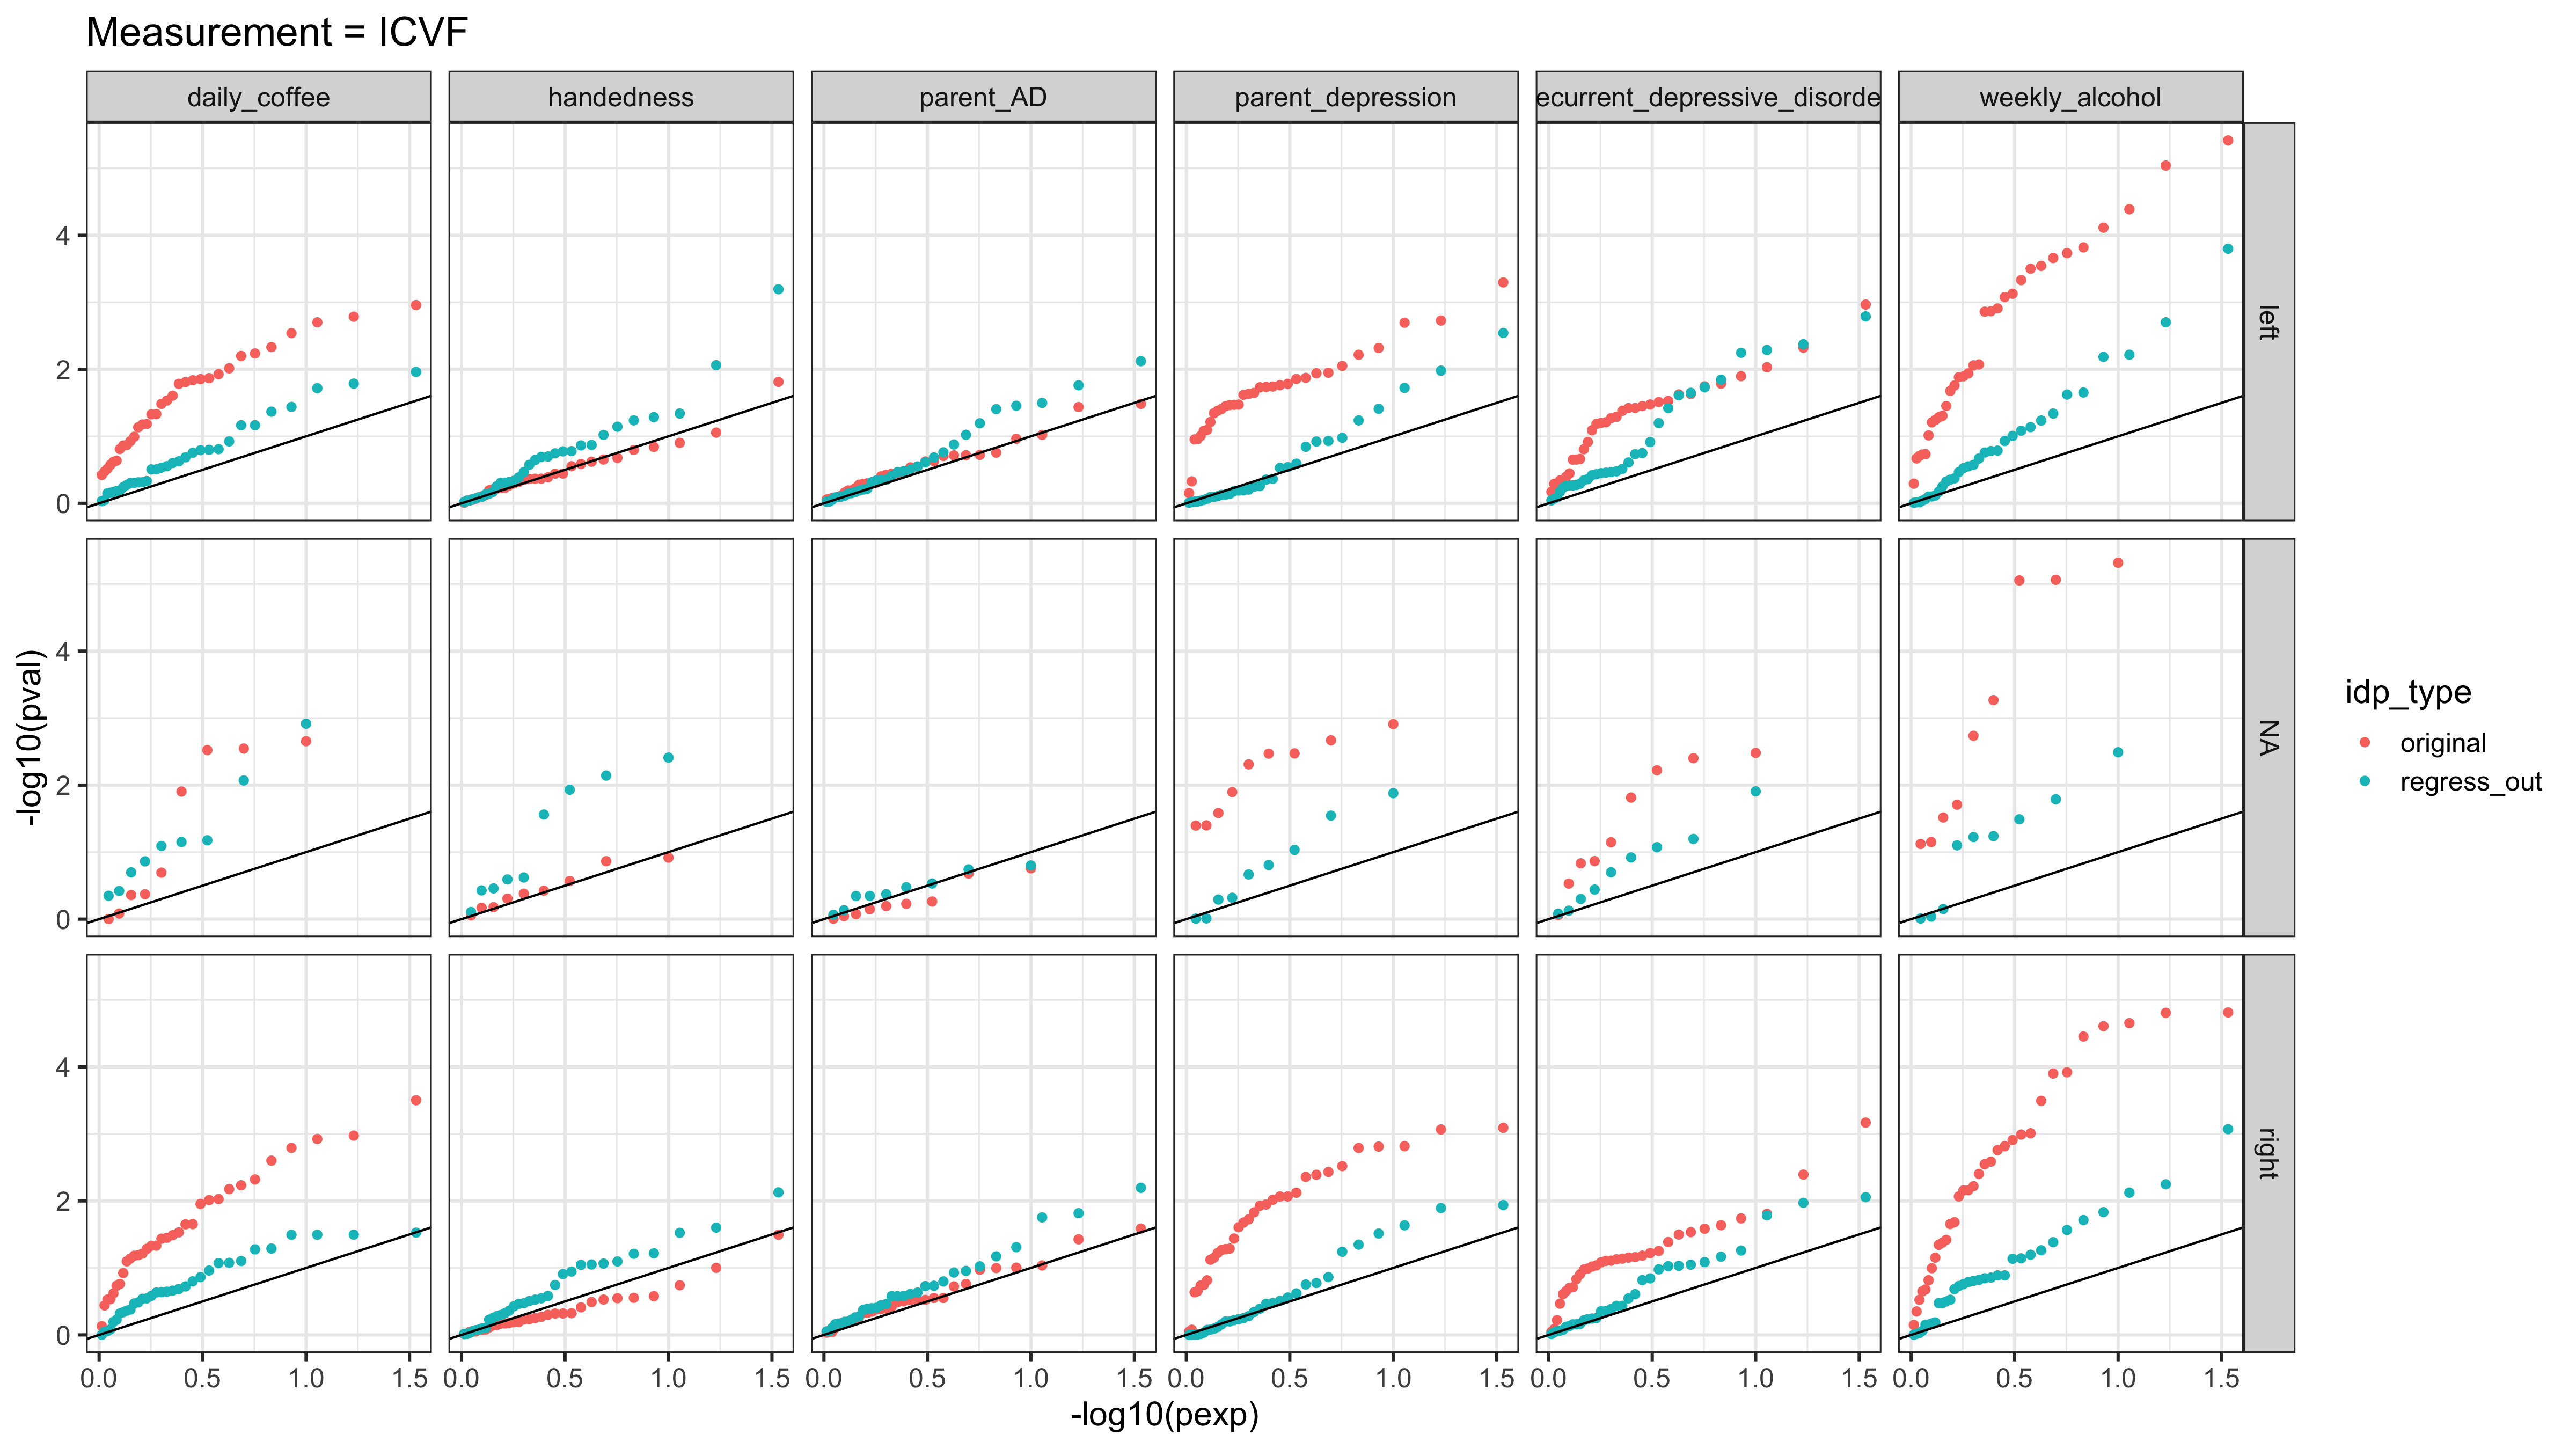 Measurement = ICVF
daily_coffee
handedness
parent_AD
parent_depression
ecurrent_depressive_disorde
weekly_alcohol
4
2
0
left
4
2
0
NA
4
2
0
right
-log10(pval)
0.0 0.5 1.0 1.5
0.0 0.5 1.0 1.5
0.0 0.5 1.0 1.5
0.0 0.5 1.0 1.5
0.0 0.5 1.0 1.5
0.0 0.5 1.0 1.5
-log10(pexp)
idp_type
original
regress_out